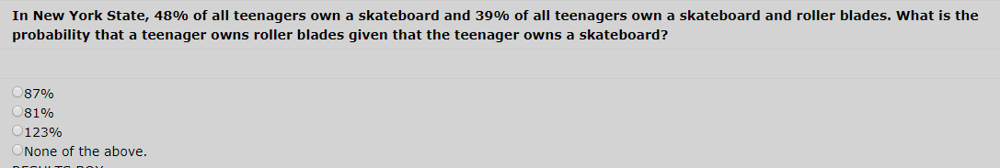 In New York State, 48% of all teenagers own a skateboard and 39% of all teenagers own a skateboard and roller blades. What is the
probability that a teenager owns roller blades given that the teenager owns a skateboard?
87%
81%
123%
None of the above.
RESULTS BOX